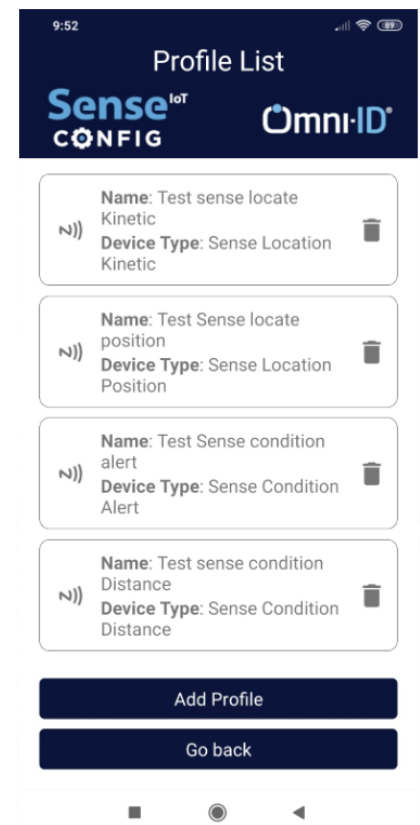 9:52
89
Profile List
Sense IoT
CONFIG
Omni-ID®
Name: Test sense locate
Kinetic
Device Type: Sense Location
Kinetic
Name: Test Sense locate
position
Device Type: Sense Location
Position
Name: Test Sense condition
alert
Device Type: Sense Condition
Alert
Name: Test sense condition
Distance
Device Type: Sense Condition
Distance
Add Profile
Go back